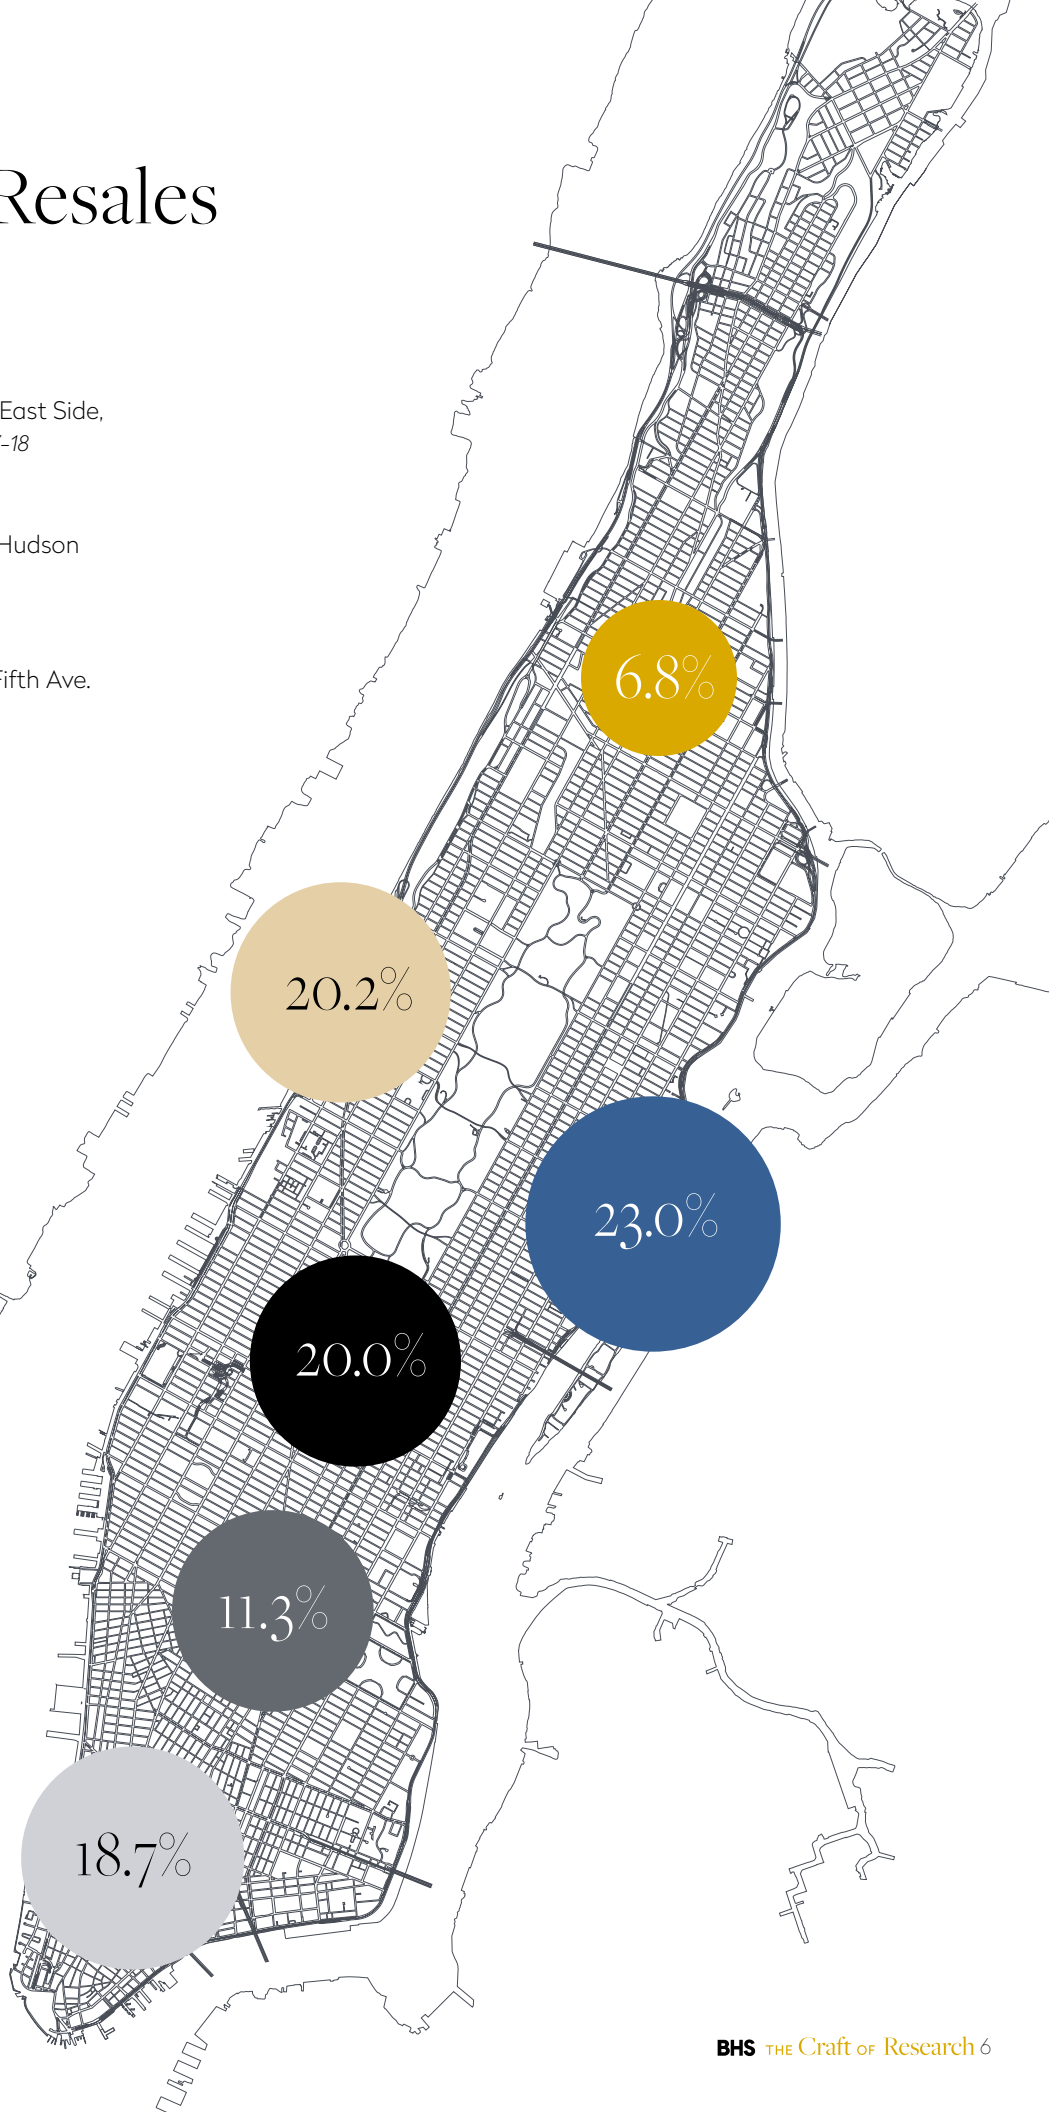 Resales
East Side,
-18
Hudson
Fifth Ave.
6.8%
20.2%
23.0%
20.0%
11.3%
18.7%
BHS THE Craft OF Research 6